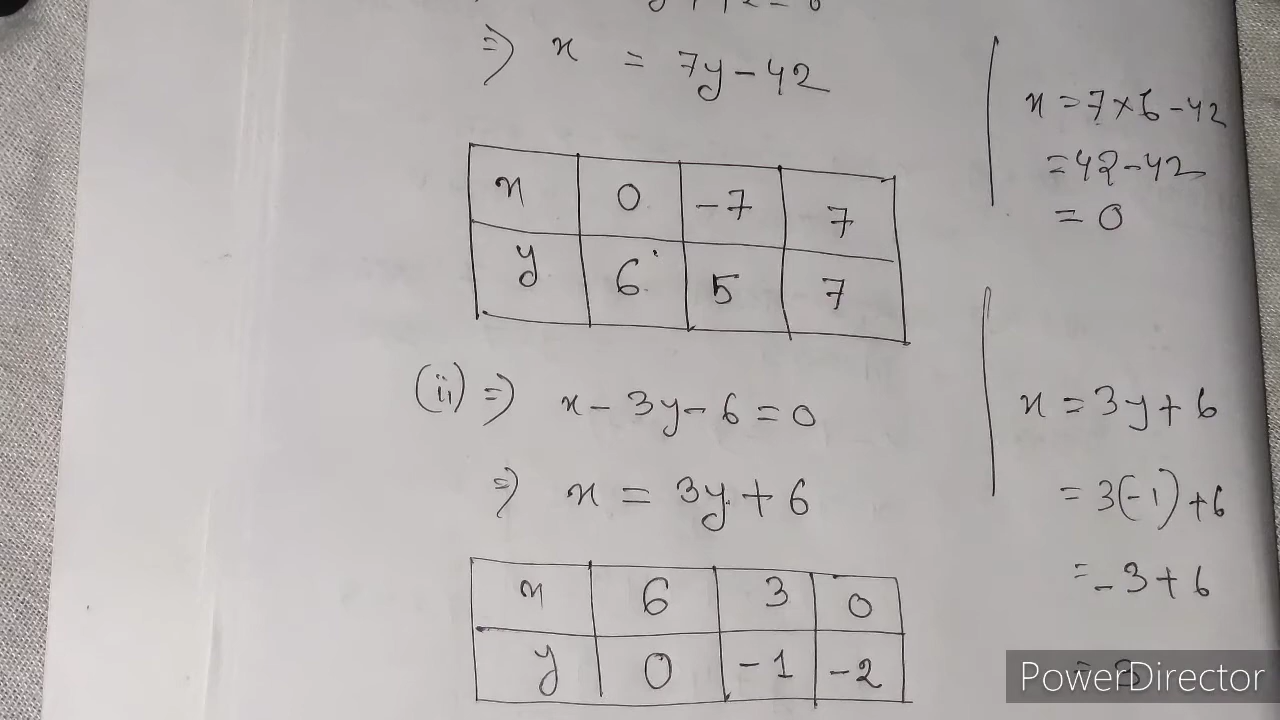 ⇒ x = 7y-42
x 0 -7 7
y 6 5 7
x = 7×6-42
= 42-42
= 0
(ii) ⇒ x-3y-6=0
⇒ x = 3y+6
x 6 3 0
y 0 -1 -2
x = 3y+6
= 3(-1)+6
= -3+6
= 3
PowerDirector